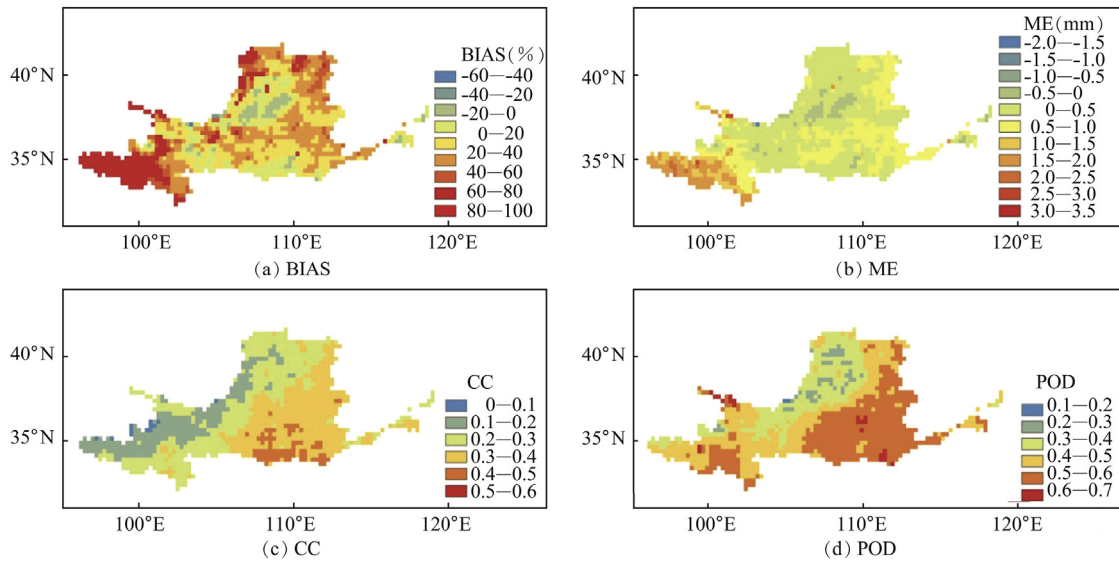 BIAS(%)
-60—-40
-40—-20
-20—0
0—20
20—40
40—60
60—80
80—100
40°N
35°N
100°E
110°E
120°E
(a) BIAS
ME(mm)
-2.0—-1.5
-1.5—-1.0
-1.0—-0.5
-0.5—0
0—0.5
0.5—1.0
1.0—1.5
1.5—2.0
2.0—2.5
2.5—3.0
3.0—3.5
40°N
35°N
100°E
110°E
120°E
(b) ME
CC
0—0.1
0.1—0.2
0.2—0.3
0.3—0.4
0.4—0.5
0.5—0.6
40°N
35°N
100°E
110°E
120°E
(c) CC
POD
0.1—0.2
0.2—0.3
0.3—0.4
0.4—0.5
0.5—0.6
0.6—0.7
40°N
35°N
100°E
110°E
120°E
(d) POD